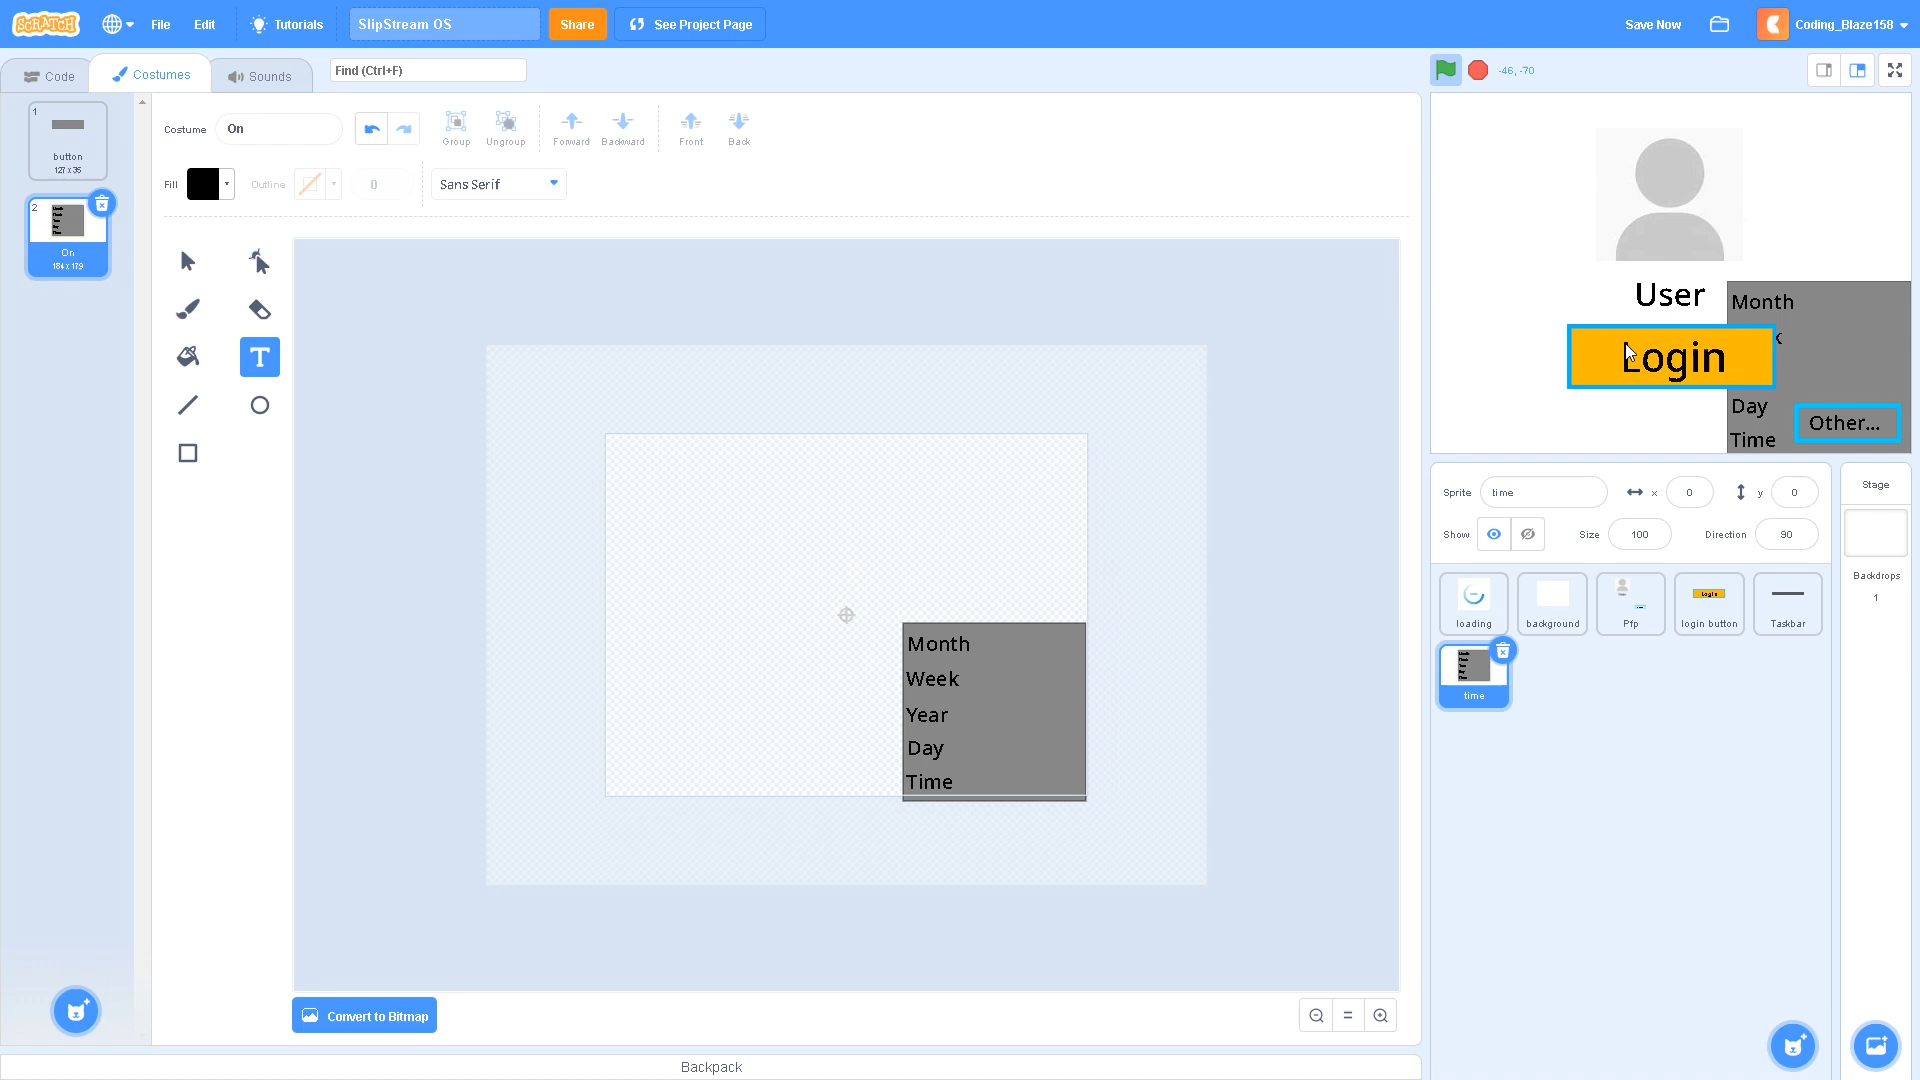 SCRATCH
File
Edit
Tutorials
SlipStream OS
Share
See Project Page
Save Now
Coding_Blaze158
Code
Costumes
Sounds
Find (Ctrl+F)
-46, -70
1
button
127 x 35
2
On
184 x 179
Costume
On
Group
Ungroup
Forward
Backward
Front
Back
Fill
Outline
0
Sans Serif
T
Month
Week
Year
Day
Time
Convert to Bitmap
Backpack
User
Login
Month
k
Day
Time
Other...
Sprite
time
x
0
y
0
Show
Size
100
Direction
90
loading
background
Pfp
Login
login button
Taskbar
time
Stage
Backdrops
1